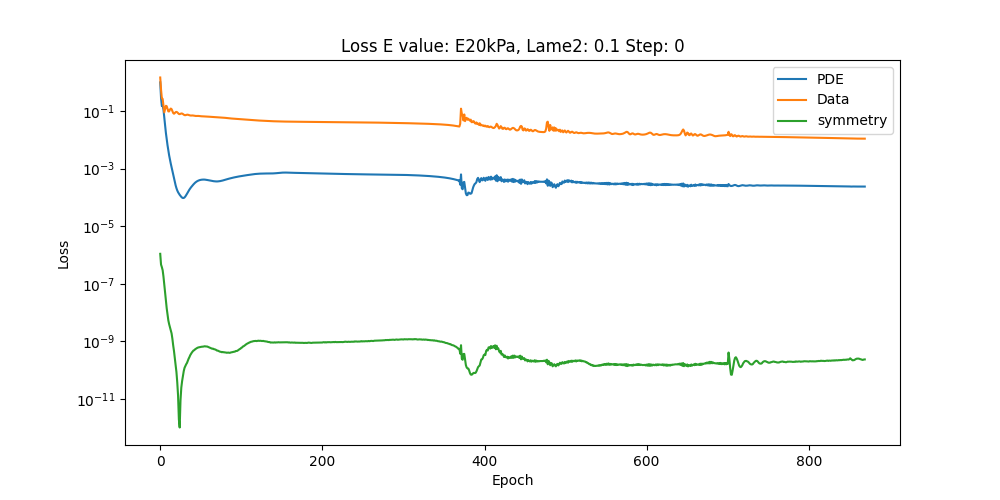 Loss E value: E20kPa, Lame2: 0.1 Step: 0
PDE
Data
symmetry
10⁻¹
10⁻³
10⁻⁵
10⁻⁷
10⁻⁹
10⁻¹¹
Loss
0 200 400 600 800
Epoch